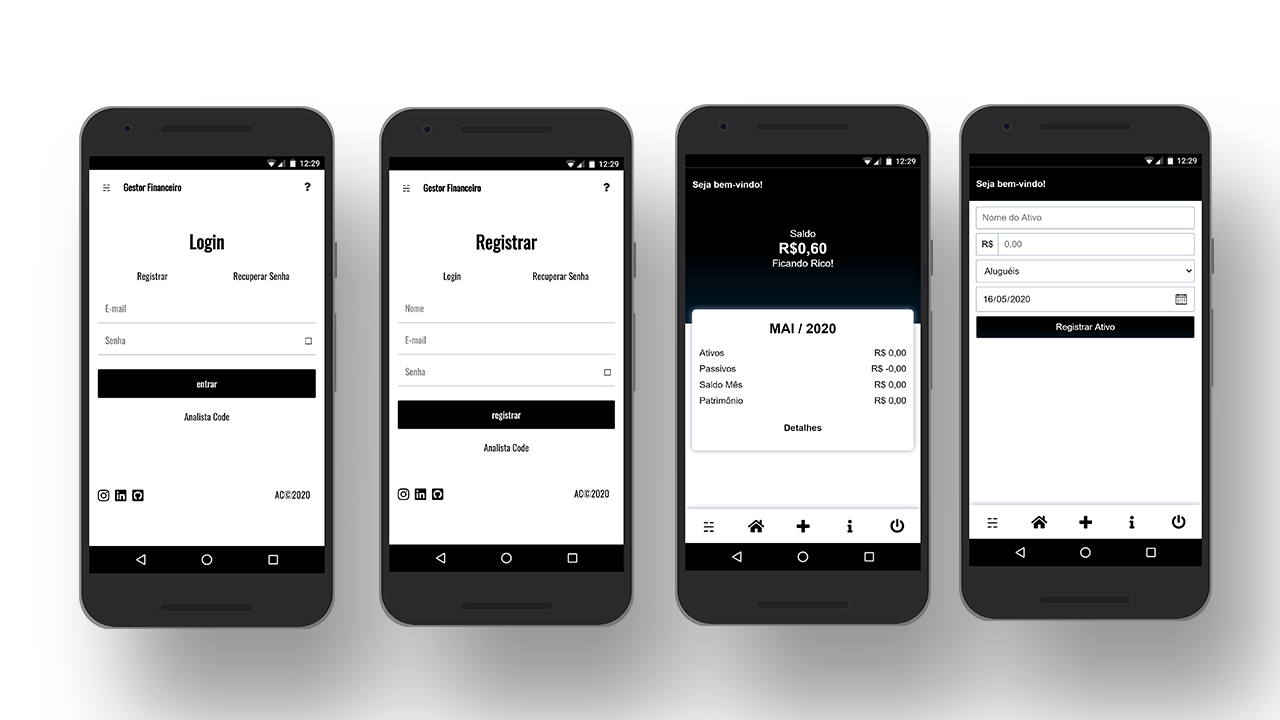 12:29
Gestor Financeiro ?
Login
Registrar Recuperar Senha
E-mail
Senha
entrar
Analista Code
AC©2020
12:29
Gestor Financeiro ?
Registrar
Login Recuperar Senha
Nome
E-mail
Senha
registrar
Analista Code
AC©2020
12:29
Seja bem-vindo!
Saldo
R$0,60
Ficando Rico!
MAI / 2020
Ativos R$ 0,00
Passivos R$ -0,00
Saldo Mês R$ 0,00
Patrimônio R$ 0,00
Detalhes
12:29
Seja bem-vindo!
Nome do Ativo
R$ 0,00
Aluguéis
16/05/2020
Registrar Ativo